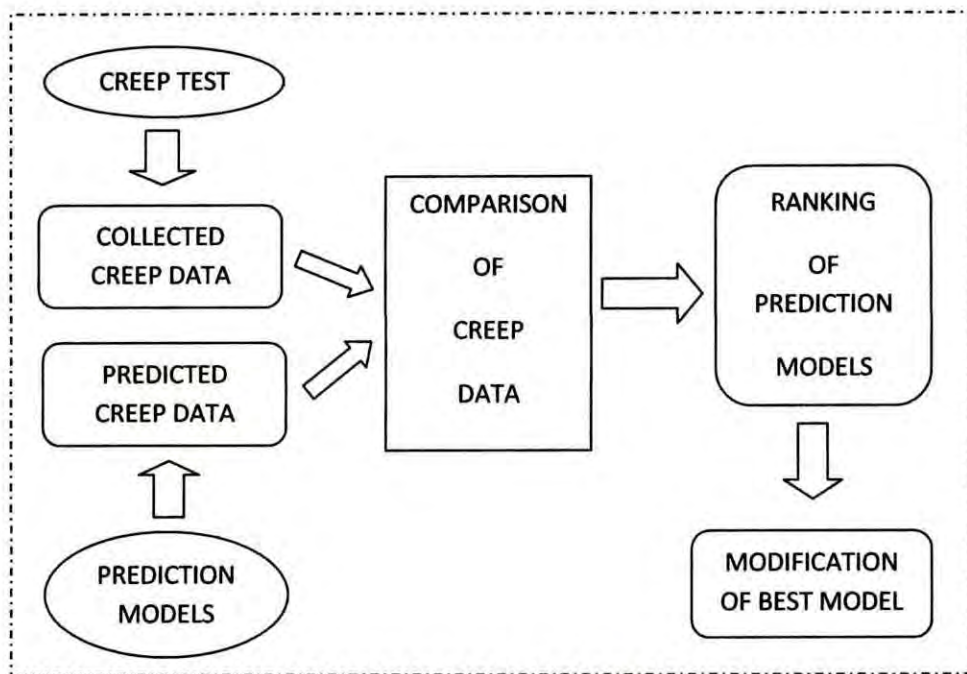 CREEP TEST
COLLECTED
CREEP DATA
PREDICTED
CREEP DATA
PREDICTION
MODELS
COMPARISON
OF
CREEP
DATA
RANKING
OF
PREDICTION
MODELS
MODIFICATION
OF BEST MODEL